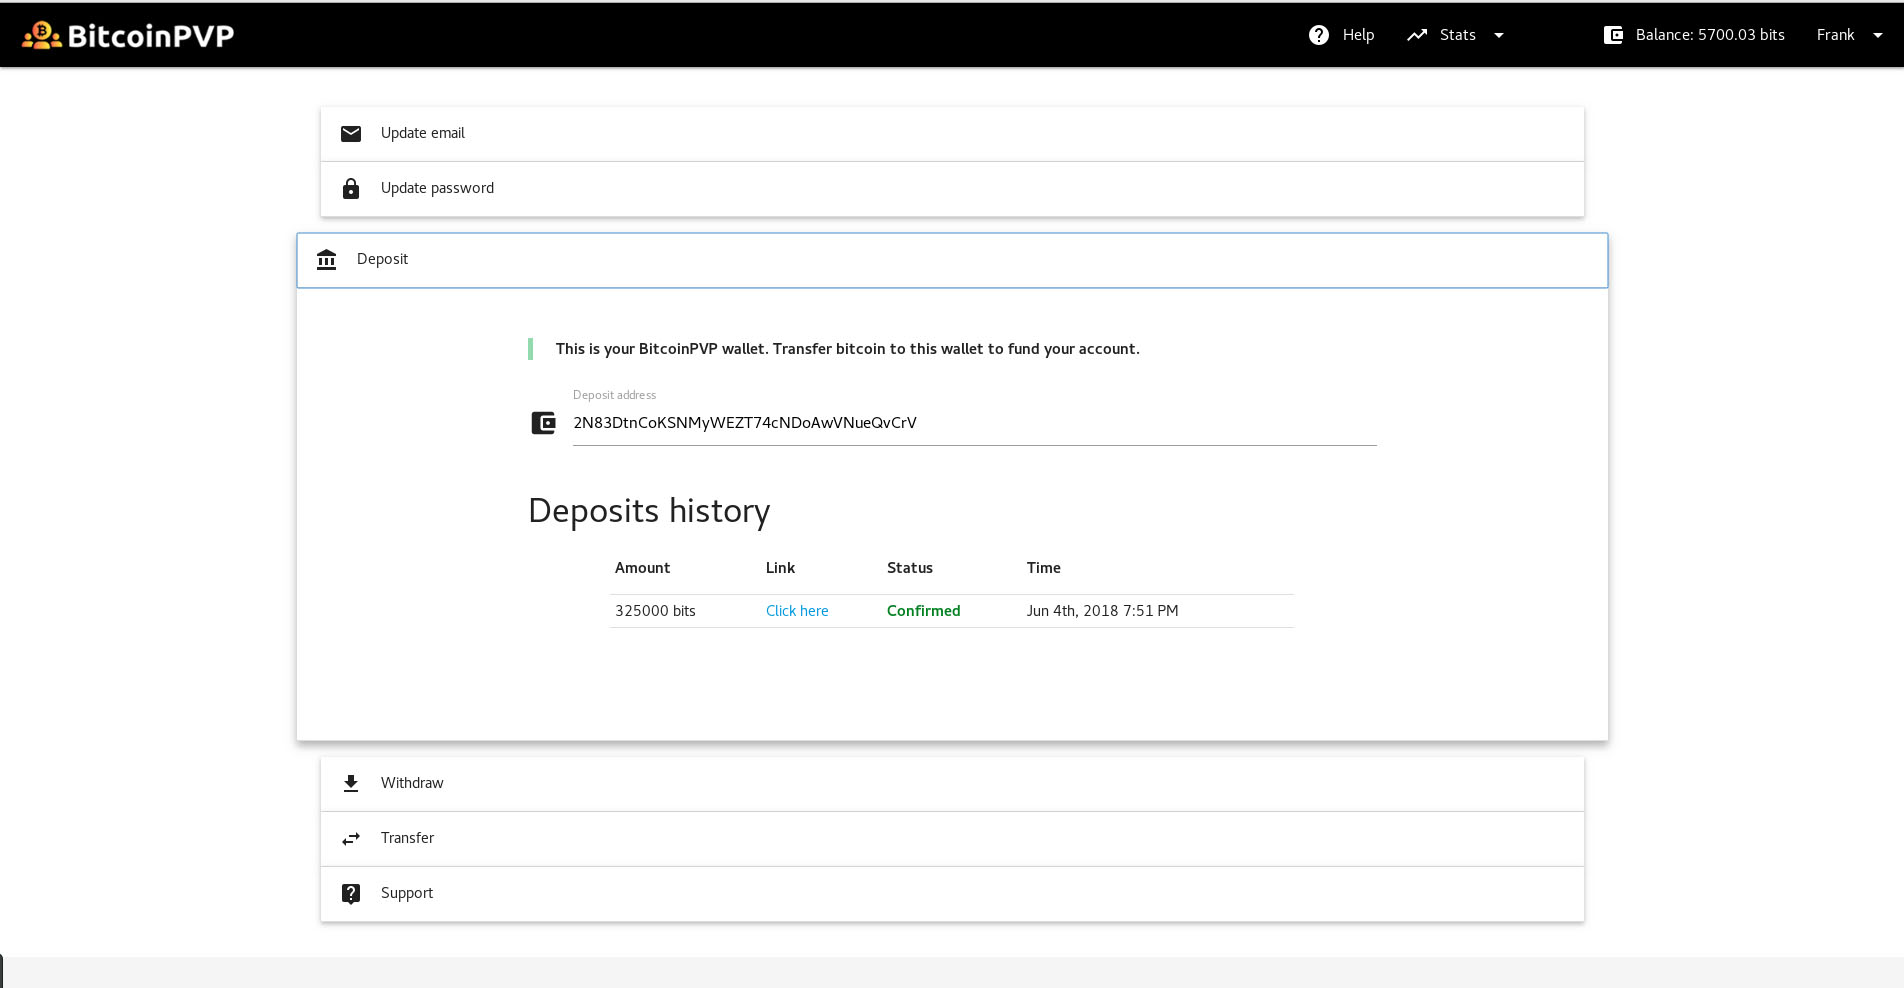 BitcoinPVP
Help Stats Balance: 5700.03 bits Frank
Update email
Update password
Deposit
This is your BitcoinPVP wallet. Transfer bitcoin to this wallet to fund your account.
Deposit address
2N83DtnCoKSNMyWEZT74cNDoAwVNueQvCrV
Deposits history
Amount Link Status Time
325000 bits Click here Confirmed Jun 4th, 2018 7:51 PM
Withdraw
Transfer
Support